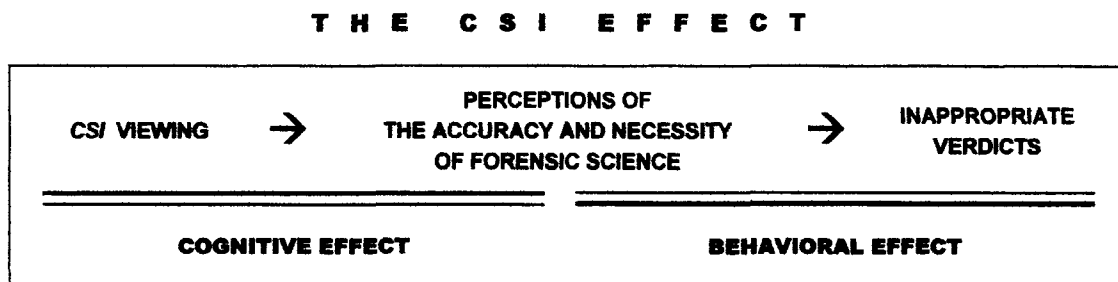 THE CSI EFFECT
CSI VIEWING → PERCEPTIONS OF
THE ACCURACY AND NECESSITY
OF FORENSIC SCIENCE → INAPPROPRIATE
VERDICTS
COGNITIVE EFFECT
BEHAVIORAL EFFECT